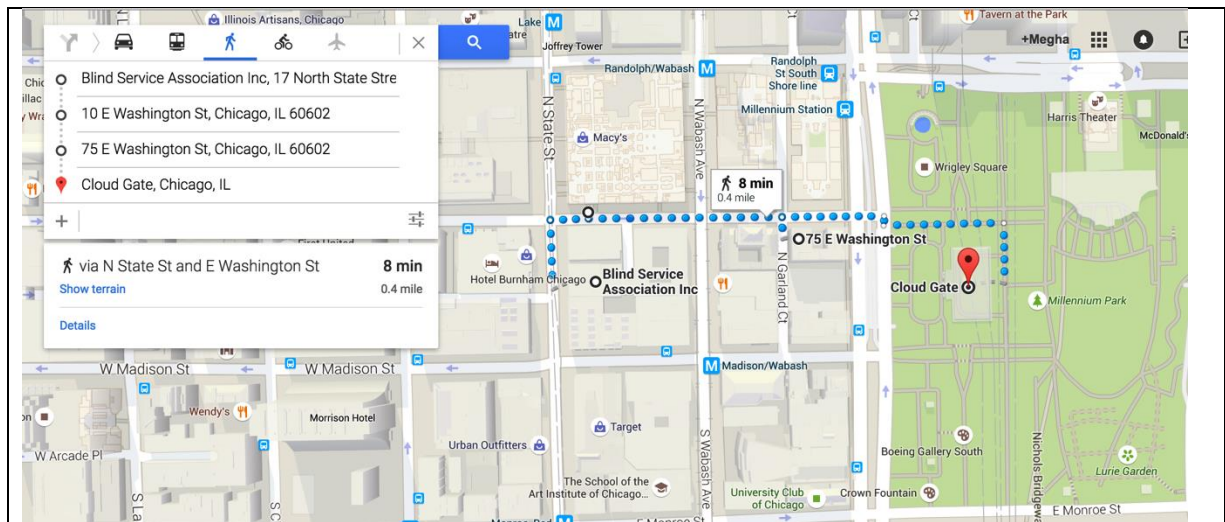 Blind Service Association Inc, 17 North State Stre
10 E Washington St, Chicago, IL 60602
75 E Washington St, Chicago, IL 60602
Cloud Gate, Chicago, IL
via N State St and E Washington St
8 min
Show terrain
0.4 mile
Details
Illinois Artisans, Chicago
Lake M
Joffrey Tower
Tavern at the Park
+Megha
Randolph/Wabash M
Randolph
St South
Shore line
Millennium Station
Harris Theater
McDonald's
N State St
Macy's
N Wabash Ave
Wrigley Square
8 min
0.4 mile
75 E Washington St
Hotel Burnham Chicago
Blind Service
Association Inc
N Garland Ct
Cloud Gate
Millennium Park
W Madison St
W Madison St
M Madison/Wabash
Wendy's
Morrison Hotel
Target
Urban Outfitters
W Arcade Pl
S Wabash Ave
Boeing Gallery South
Lurie Garden
The School of the
Art Institute of Chicago...
University Club
of Chicago
Crown Fountain
E Monroe St